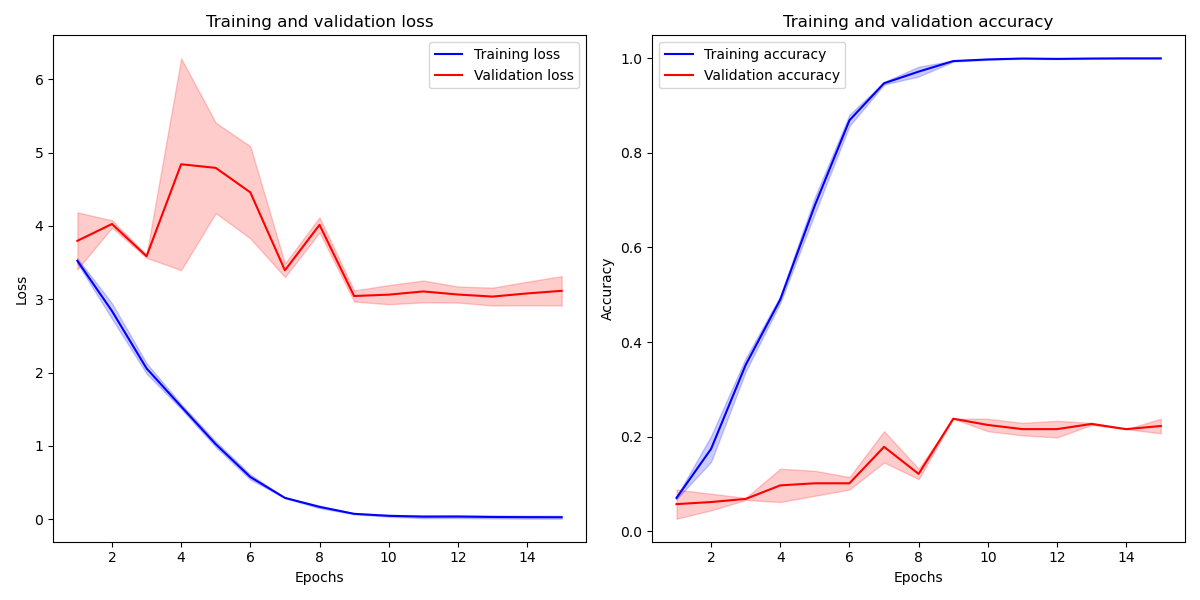 Training and validation loss
Training loss
Validation loss
6
5
4
3
2
1
0
Loss
2 4 6 8 10 12 14
Epochs
Training and validation accuracy
Training accuracy
Validation accuracy
1.0
0.8
0.6
0.4
0.2
0.0
Accuracy
2 4 6 8 10 12 14
Epochs